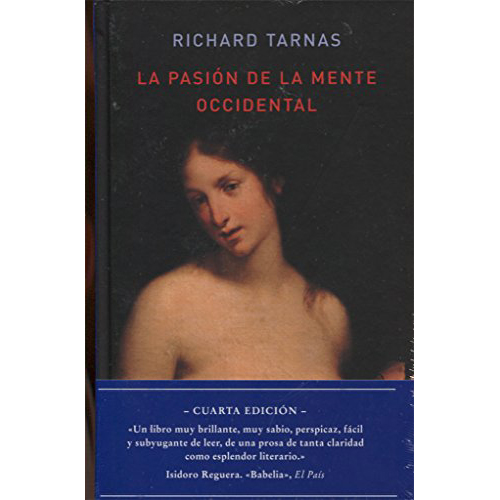 RICHARD TARNAS
LA PASIÓN DE LA MENTE
OCCIDENTAL
– CUARTA EDICIÓN –
«Un libro muy brillante, muy sabio, perspicaz, fácil
y subyugante de leer, de una prosa de tanta claridad
como esplendor literario.»
Isidoro Reguera. «Babelia», El País